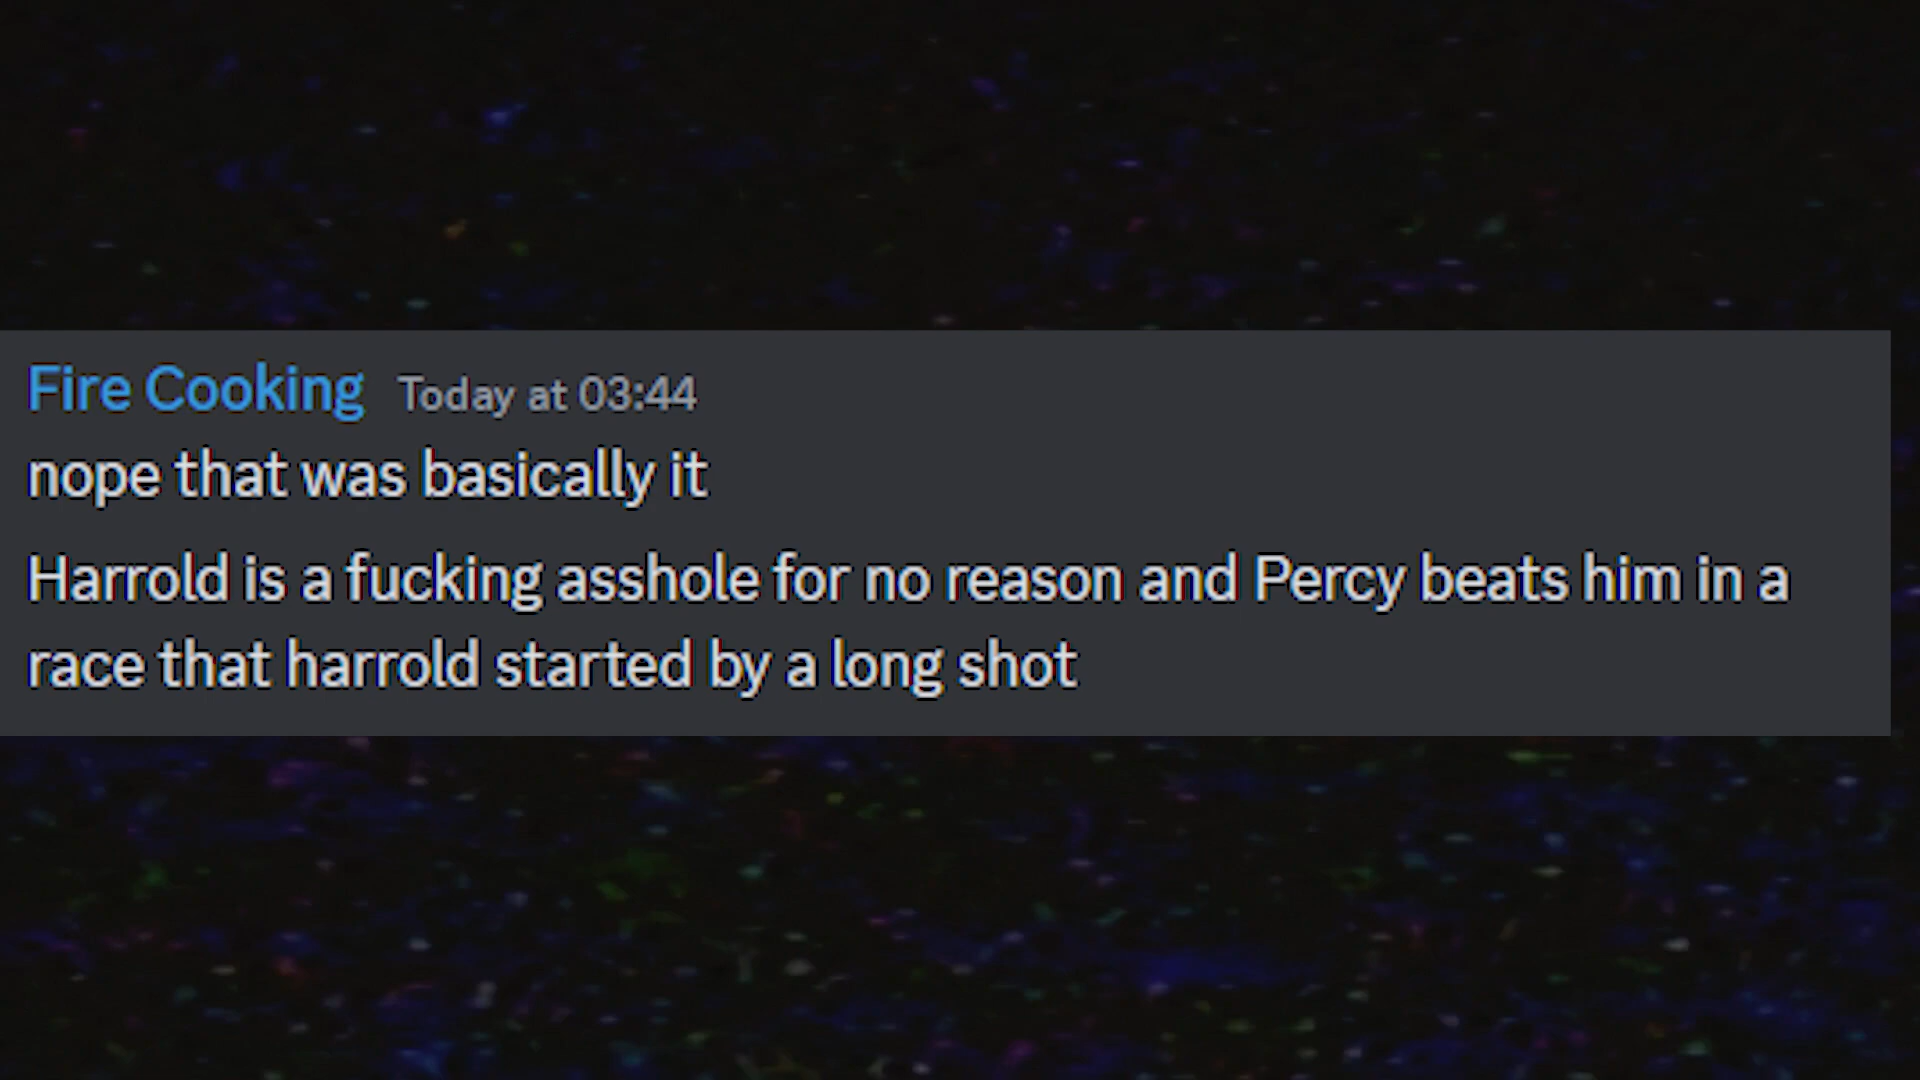 Fire Cooking Today at 03:44
nope that was basically it
Harrold is a fucking asshole for no reason and Percy beats him in a
race that harrold started by a long shot